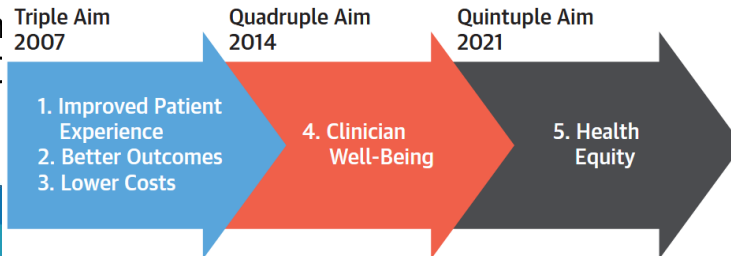 Triple Aim
2007
Quadruple Aim
2014
Quintuple Aim
2021
1. Improved Patient
Experience
2. Better Outcomes
3. Lower Costs
4. Clinician
Well-Being
5. Health
Equity